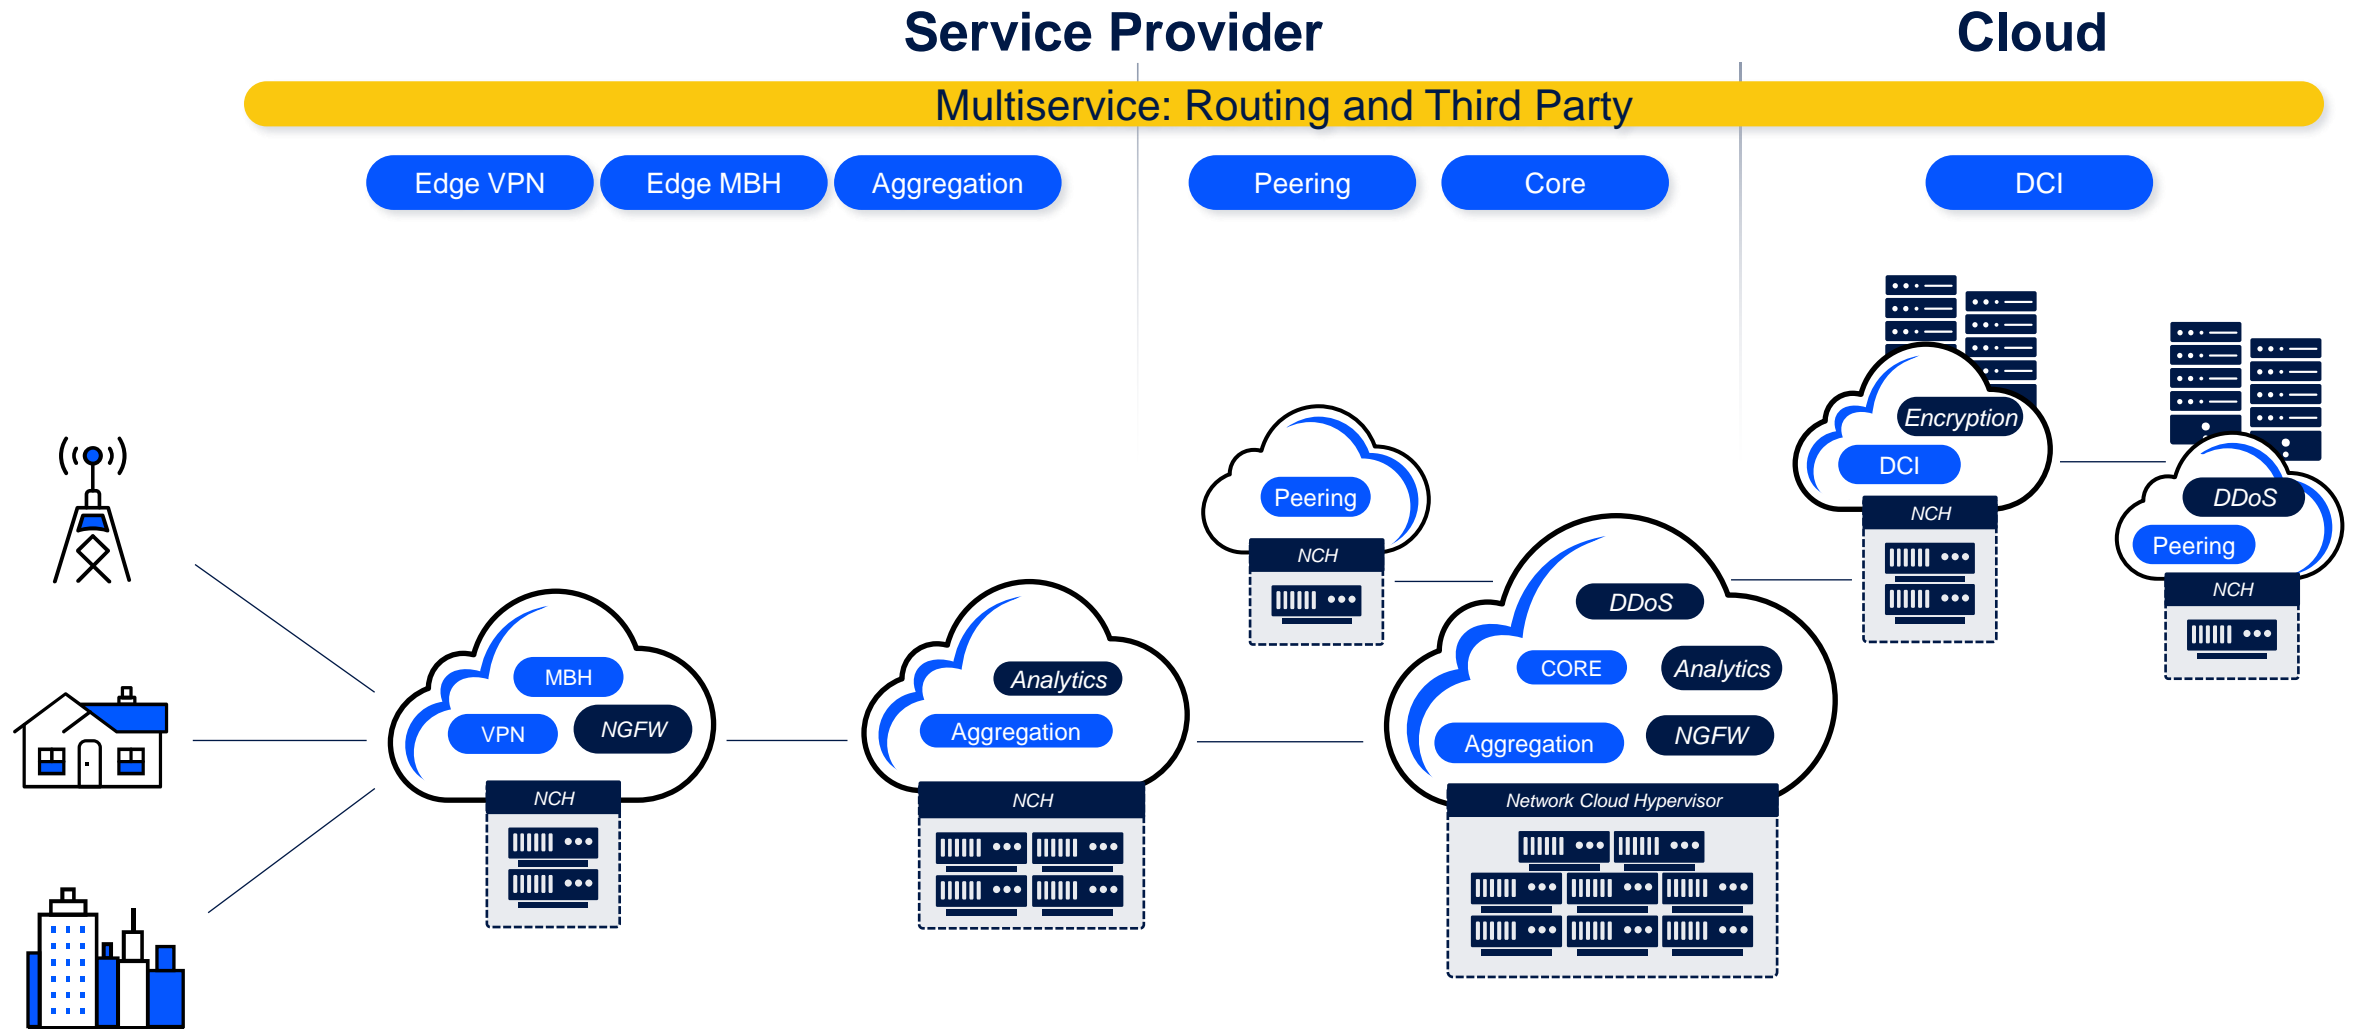 Service Provider
Cloud
Multiservice: Routing and Third Party
Edge VPN
Edge MBH
Aggregation
Peering
Core
DCI
MBH
VPN
NGFW
NCH
Analytics
Aggregation
NCH
Peering
NCH
DDoS
CORE
Analytics
Aggregation
NGFW
Network Cloud Hypervisor
Encryption
DCI
NCH
DDoS
Peering
NCH